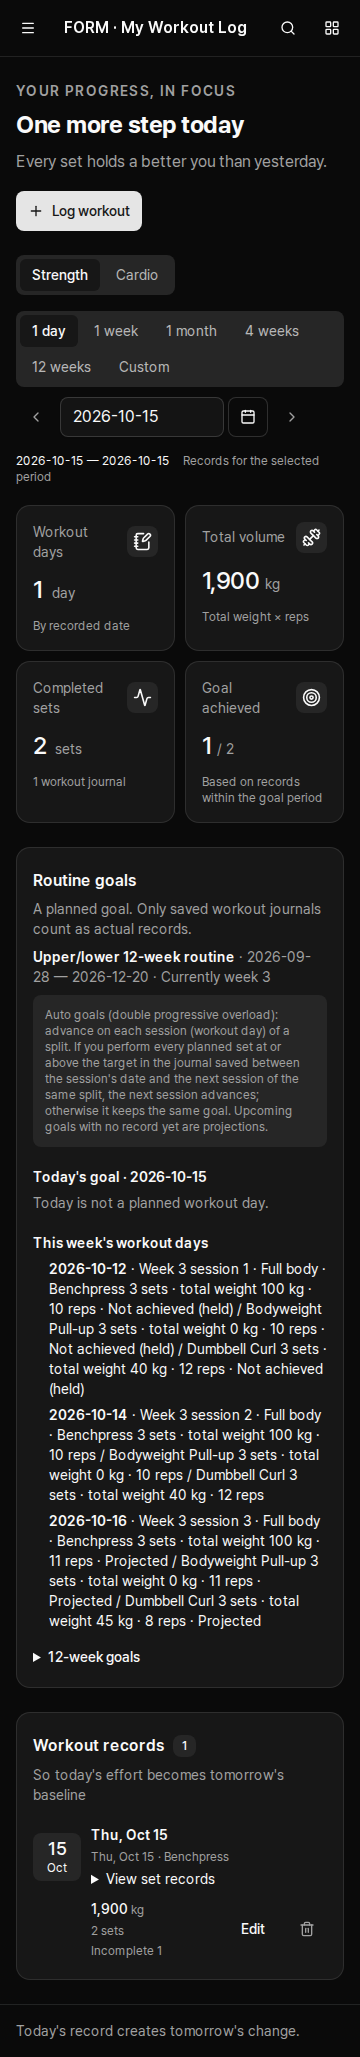 FORM · My Workout Log
YOUR PROGRESS, IN FOCUS
One more step today
Every set holds a better you than yesterday.
Log workout
Strength Cardio
1 day 1 week 1 month 4 weeks
12 weeks Custom
2026-10-15
2026-10-15 — 2026-10-15 Records for the selected
period
Workout
days
1 day
By recorded date
Total volume
1,900 kg
Total weight × reps
Completed
sets
2 sets
1 workout journal
Goal
achieved
1 / 2
Based on records
within the goal period
Routine goals
A planned goal. Only saved workout journals
count as actual records.
Upper/lower 12-week routine · 2026-09-
28 — 2026-12-20 · Currently week 3
Auto goals (double progressive overload):
advance on each session (workout day) of a
split. If you perform every planned set at or
above the target in the journal saved between
the session's date and the next session of the
same split, the next session advances;
otherwise it keeps the same goal. Upcoming
goals with no record yet are projections.
Today's goal · 2026-10-15
Today is not a planned workout day.
This week's workout days
2026-10-12 · Week 3 session 1 · Full body ·
Benchpress 3 sets · total weight 100 kg ·
10 reps · Not achieved (held) / Bodyweight
Pull-up 3 sets · total weight 0 kg · 10 reps ·
Not achieved (held) / Dumbbell Curl 3 sets ·
total weight 40 kg · 12 reps · Not achieved
(held)
2026-10-14 · Week 3 session 2 · Full body
· Benchpress 3 sets · total weight 100 kg ·
10 reps / Bodyweight Pull-up 3 sets · total
weight 0 kg · 10 reps / Dumbbell Curl 3
sets · total weight 40 kg · 12 reps
2026-10-16 · Week 3 session 3 · Full body
· Benchpress 3 sets · total weight 100 kg ·
11 reps · Projected / Bodyweight Pull-up 3
sets · total weight 0 kg · 11 reps ·
Projected / Dumbbell Curl 3 sets · total
weight 45 kg · 8 reps · Projected
12-week goals
Workout records 1
So today's effort becomes tomorrow's
baseline
15
Oct
Thu, Oct 15
Thu, Oct 15 · Benchpress
View set records
1,900 kg
2 sets
Incomplete 1
Edit
Today's record creates tomorrow's change.